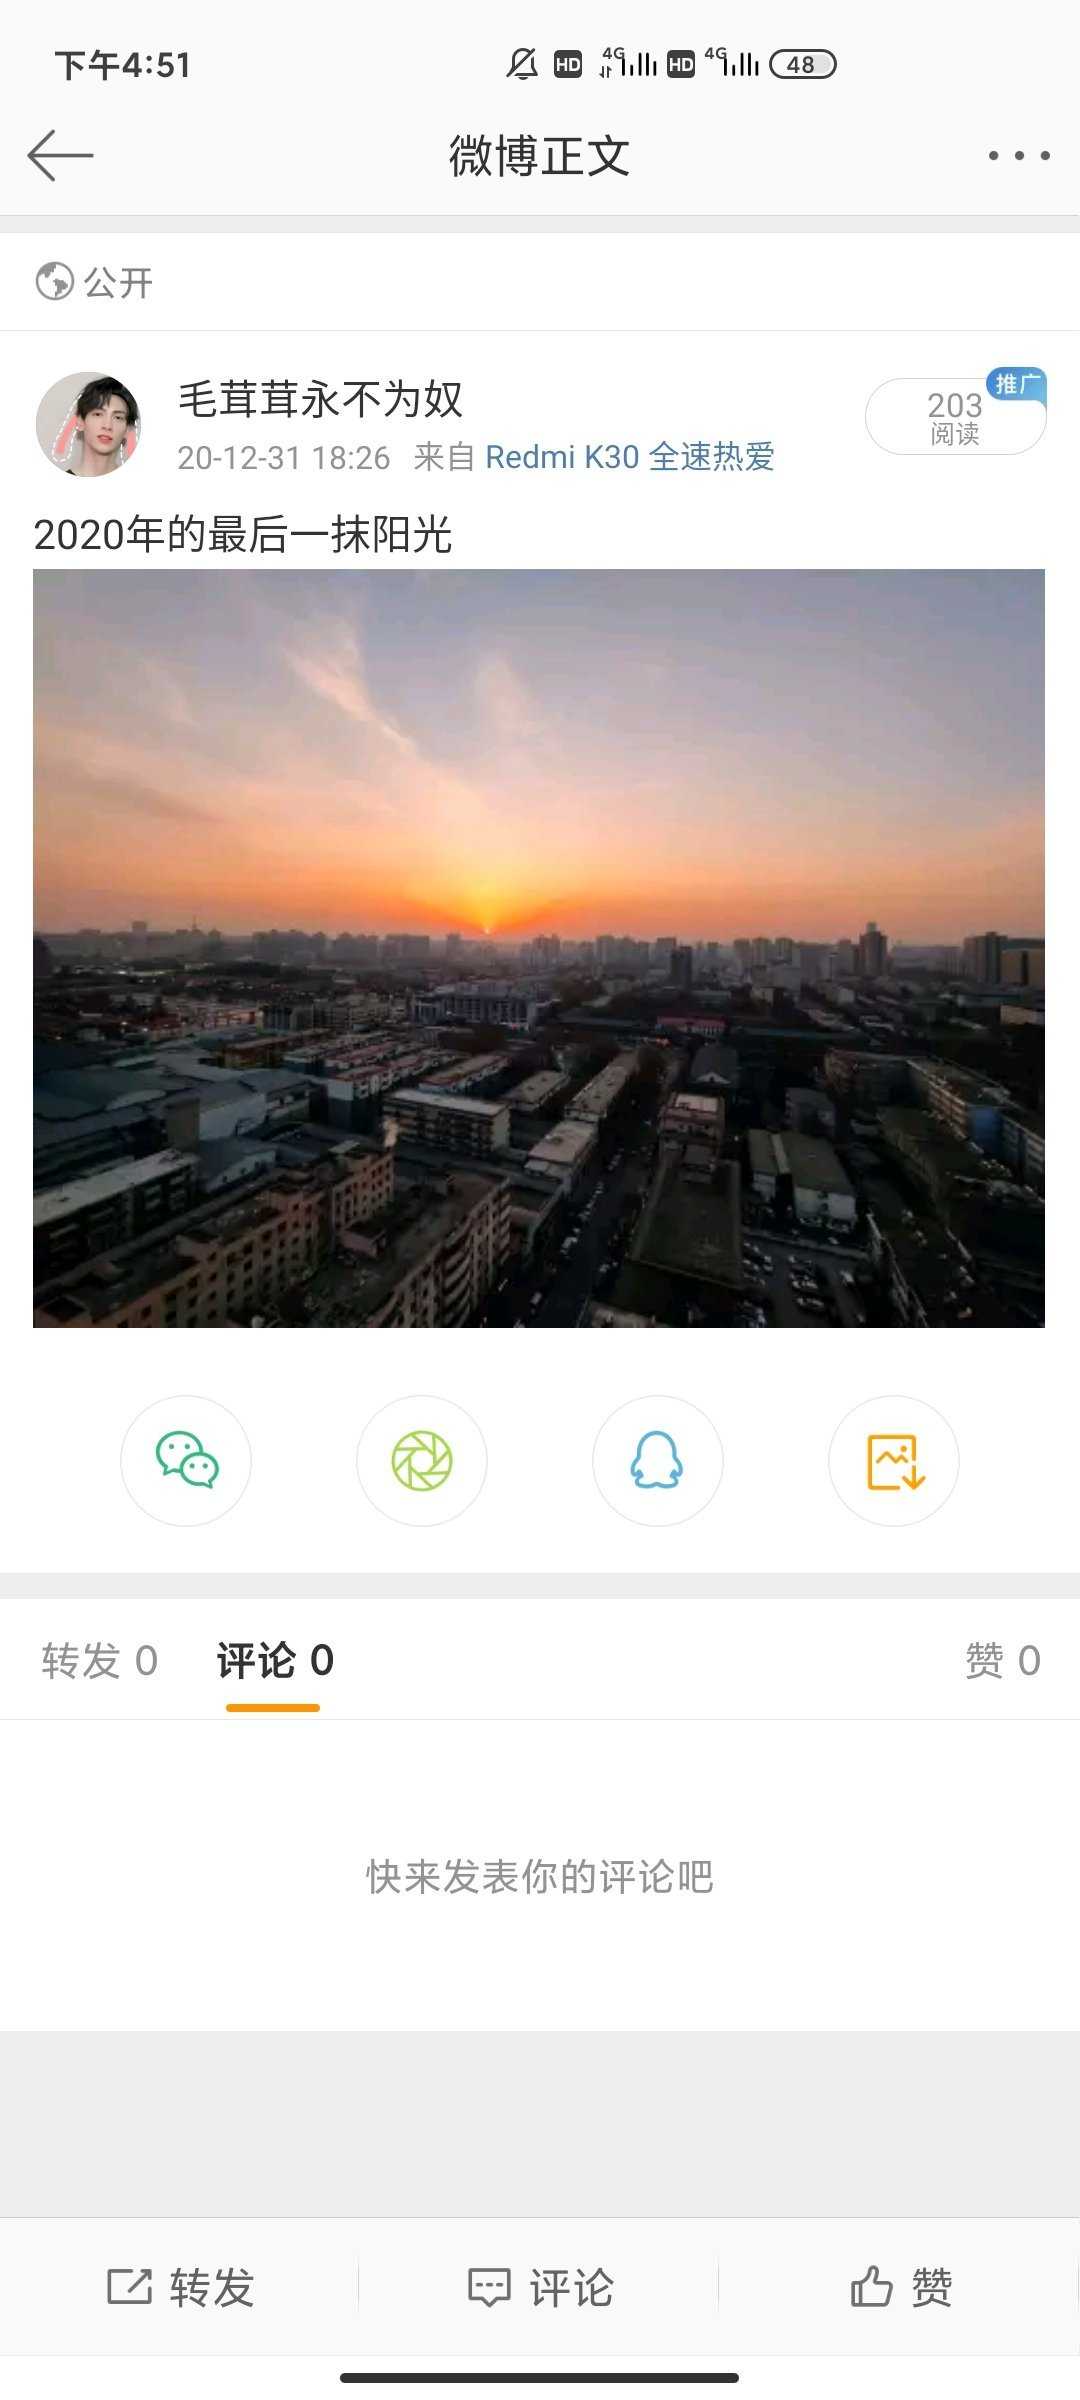 下午4:51
HD 4G HD 4G 48
微博正文
公开
毛茸茸永不为奴
推广
203
阅读
20-12-31 18:26 来自 Redmi K30 全速热爱
2020年的最后一抹阳光
转发 0 评论 0 赞 0
快来发表你的评论吧
转发 评论 赞